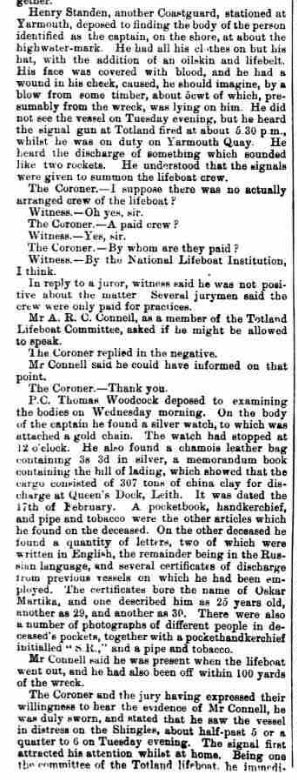 gether.
Henry Standen, another Coastguard, stationed at
Yarmouth, deposed to finding the body of the person
identified as the captain, on the shore, at about the
highwater-mark. He had all his clothes on but his
hat, with the addition of an oilskin and lifebelt.
His face was covered with blood, and he had a
wound in his cheek, caused, he should imagine, by a
blow from some timber, about 5cwt of which, pre-
sumably from the wreck, was lying on him. He did
not see the vessel on Tuesday evening, but he heard
the signal gun at Totland fired at about 5.30 p.m.,
whilst he was on duty on Yarmouth Quay. He
heard the discharge of something which sounded
like two rockets. He understood that the signals
were given to summon the lifeboat crew.
The Coroner.—I suppose there was no actually
arranged crew of the lifeboat?
Witness.—Oh yes, sir.
The Coroner.—A paid crew?
Witness.—Yes, sir.
The Coroner.—By whom are they paid?
Witness.—By the National Lifeboat Institution,
I think.
In reply to a juror, witness said he was not posi-
tive about the matter Several jurymen said the
crew were only paid for practices.
Mr A. R. C. Connell, as a member of the Totland
Lifeboat Committee, asked if he might be allowed
to speak.
The Coroner replied in the negative.
Mr Connell said he could have informed on that
point.
The Coroner.—Thank you.
P.C. Thomas Woodcock deposed to examining
the bodies on Wednesday morning. On the body
of the captain he found a silver watch, to which was
attached a gold chain. The watch had stopped at
12 o'clock. He also found a chamois leather bag
containing 3s 3d in silver, a memorandum book
containing the bill of lading, which showed that the
cargo consisted of 307 tons of china clay for dis-
charge at Queen's Dock, Leith. It was dated the
17th of February. A pocketbook, handkerchief,
and pipe and tobacco were the other articles which
he found on the deceased. On the other deceased he
found a quantity of letters, two of which were
written in English, the remainder being in the Rus-
sian language, and several certificates of discharge
from previous vessels on which he had been em-
ployed. The certificates bore the name of Oskar
Martika, and one described him as 25 years old,
another as 29, and another as 30. There were also
a number of photographs of different people in de-
ceased's pockets, together with a pockethandkerchief
initialled "S R.," and a pipe and tobacco.
Mr Connell said he was present when the lifeboat
went out, and he had also been off within 100 yards
of the wreck.
The Coroner and the jury having expressed their
willingness to hear the evidence of Mr Connell, he
was duly sworn, and stated that he saw the vessel
in distress on the Shingles, about half-past 5 or a
quarter to 6 on Tuesday evening. The signal first
attracted his attention whilst at home. Being one
of the committee of the Totland lifeboat, he immedi-